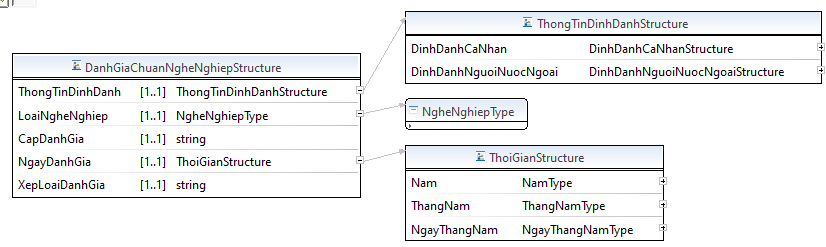 DanhGiaChuanNgheNghiepStructure
ThongTinDinhDanh [1..1] ThongTinDinhDanhStructure
LoaiNgheNghiep [1..1] NgheNghiepType
CapDanhGia [1..1] string
NgayDanhGia [1..1] ThoiGianStructure
XepLoaiDanhGia [1..1] string
ThongTinDinhDanhStructure
DinhDanhCaNhan DinhDanhCaNhanStructure
DinhDanhNguoiNuocNgoai DinhDanhNguoiNuocNgoaiStructure
NgheNghiepType
ThoiGianStructure
Nam NamType
ThangNam ThangNamType
NgayThangNam NgayThangNamType